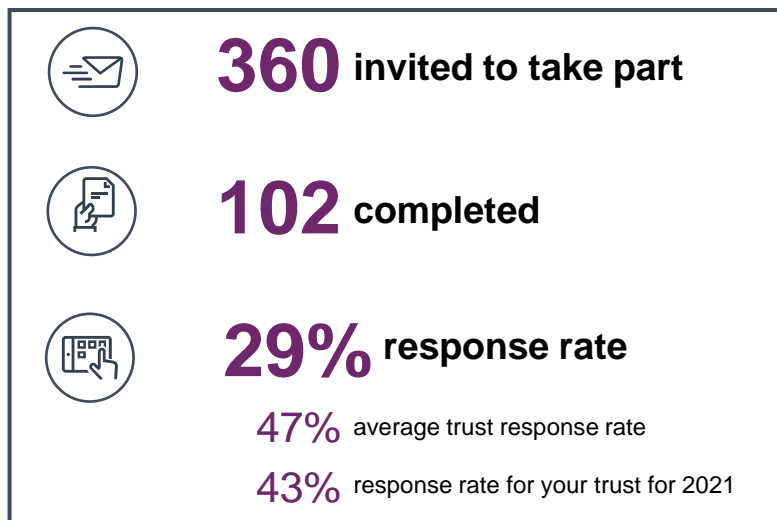 360 invited to take part
102 completed
29% response rate
47% average trust response rate
43% response rate for your trust for 2021